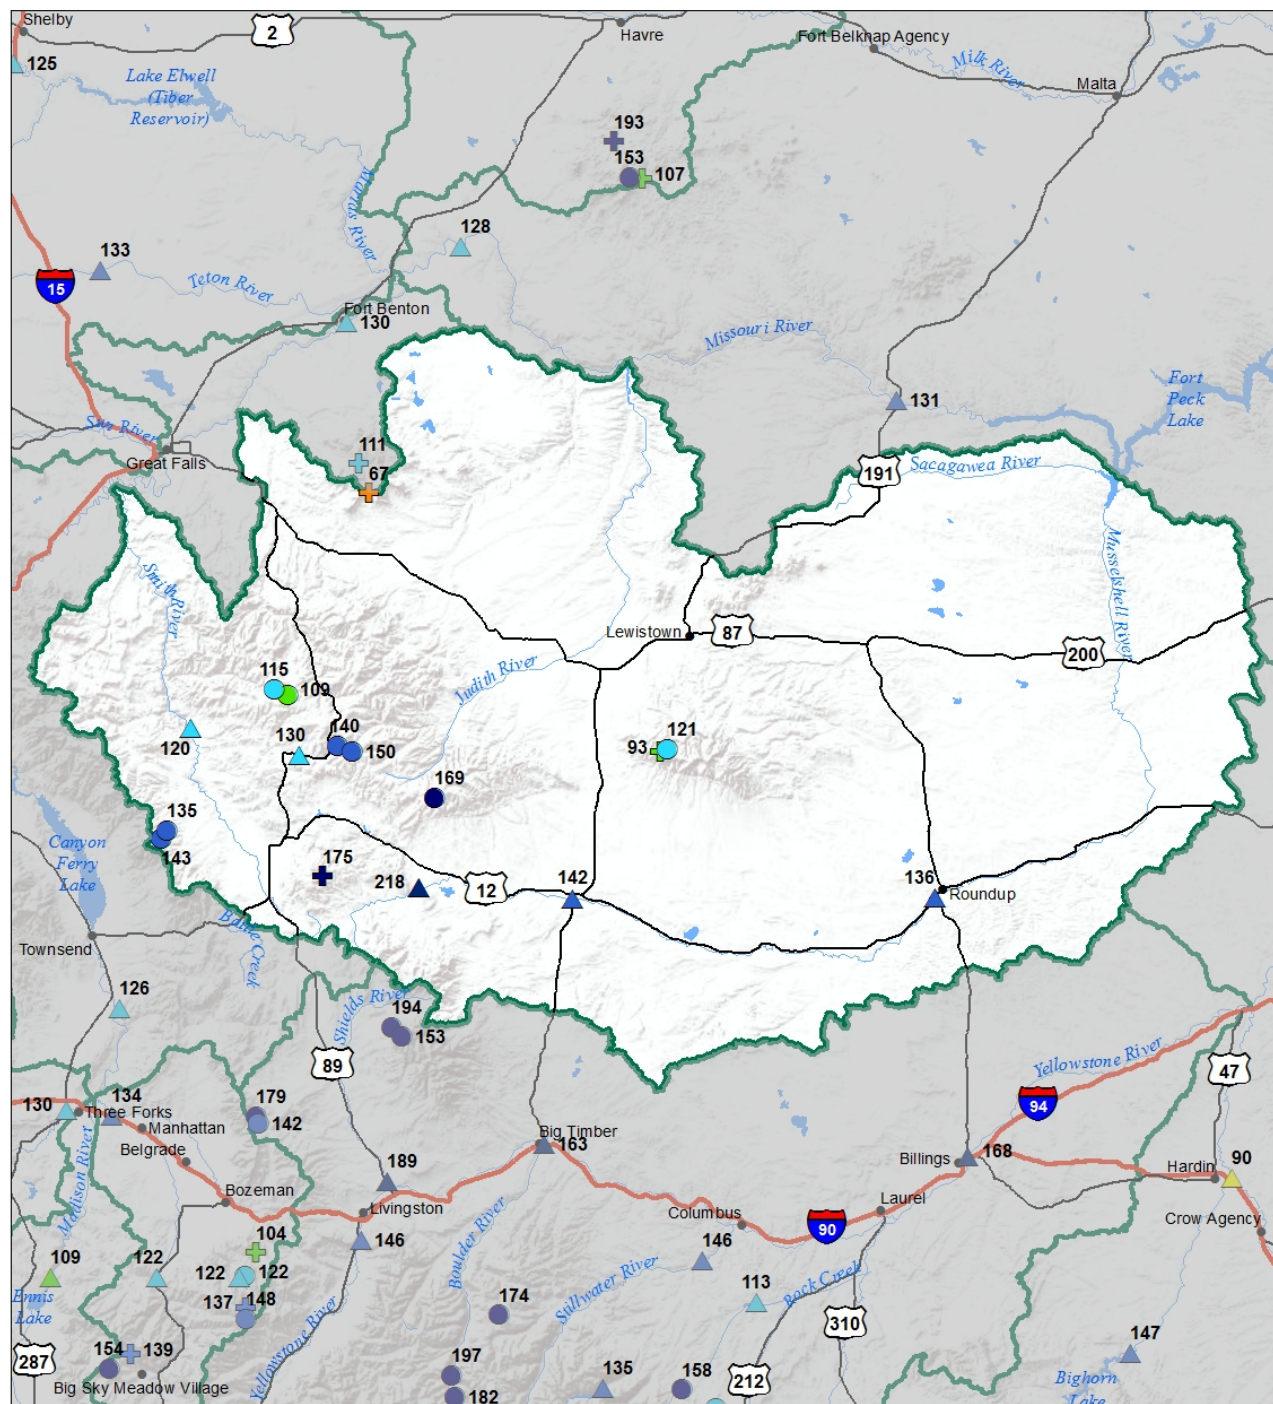 Shelby
2
Havre
Fort Belknap Agency
Milk River
125
Lake Elwell
(Tiber
Reservoir)
Malta
193
153
107
Marias River
128
133
15
Teton River
Fort Benton
130
Missouri River
Fort
Peck
Lake
131
Sun River
Great Falls
111
67
191
Sacagawea River
Smith River
Musselshell River
Lewistown
87
200
Judith River
115
109
120
130
140
150
93
121
169
135
143
Canyon
Ferry
Lake
175
218
12
142
136
Roundup
Townsend
Battle Creek
126
Shields River
194
153
89
Yellowstone River
47
94
130
134
Three Forks
Manhattan
Belgrade
179
142
Big Timber
163
Billings
168
Hardin
90
Madison River
189
Bozeman
Livingston
Columbus
90
Laurel
Crow Agency
104
146
Boulder River
146
109
122
122
122
Stillwater River
113
Rock Creek
Ennis
Lake
137
148
174
310
287
154
139
Yellowstone River
Big Sky Meadow Village
197
182
135
158
212
147
Bighorn
Lake